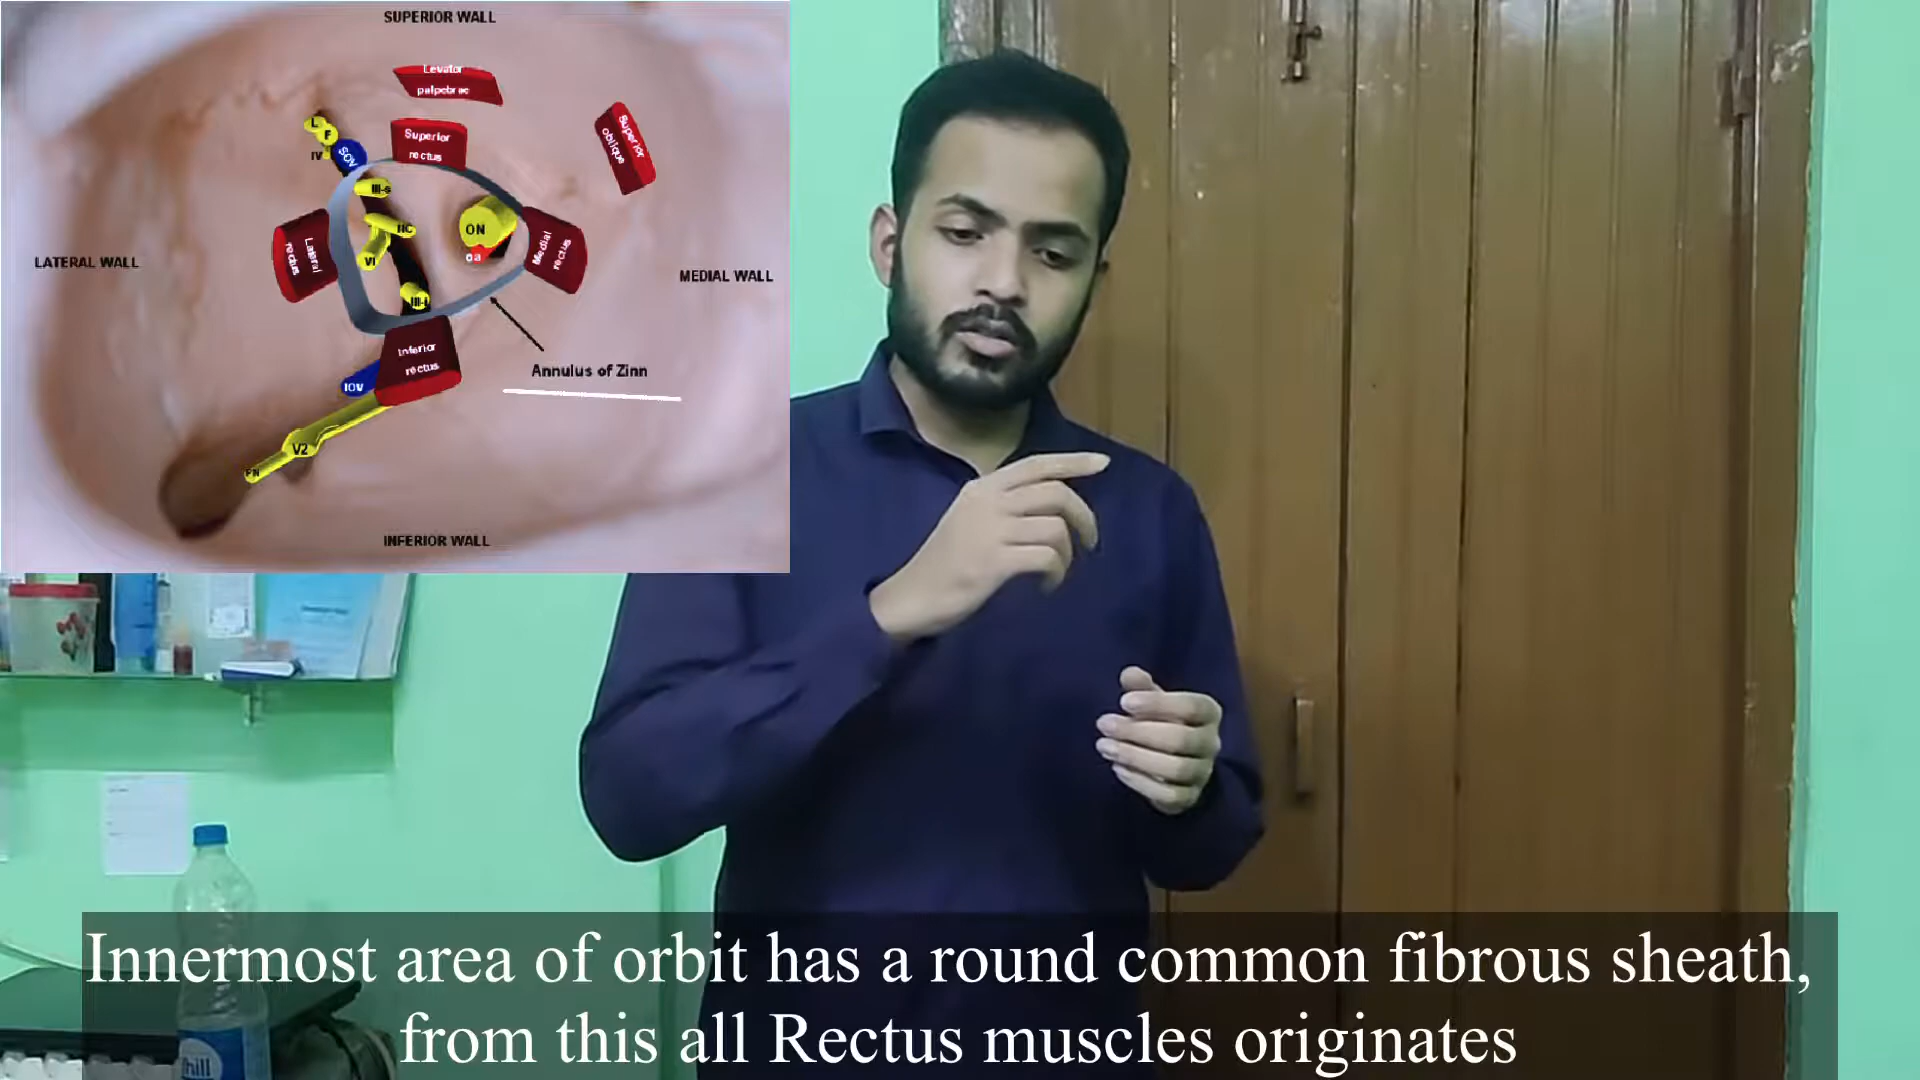 SUPERIOR WALL
Levator
palpebrae
Superior
oblique
L
F
IV
SOV
Superior
rectus
III-s
NC
VI
III-i
ON
oa
Lateral
rectus
Medial
rectus
LATERAL WALL
MEDIAL WALL
Inferior
rectus
IOV
Annulus of Zinn
V2
PN
INFERIOR WALL
hill
Innermost area of orbit has a round common fibrous sheath,
from this all Rectus muscles originates